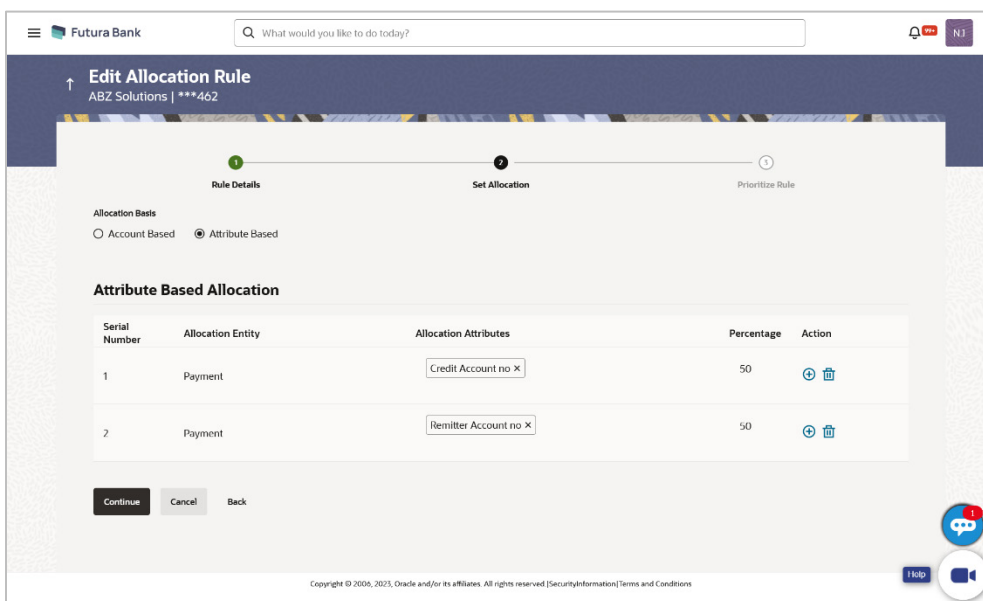 Futura Bank
What would you like to do today?
99+
NJ
Edit Allocation Rule
ABZ Solutions | ***462
1
2
3
Rule Details
Set Allocation
Prioritize Rule
Allocation Basis
Account Based
Attribute Based
Attribute Based Allocation
Serial Number
Allocation Entity
Allocation Attributes
Percentage
Action
1
Payment
Credit Account no ×
50
2
Payment
Remitter Account no ×
50
Continue
Cancel
Back
1
Help
Copyright © 2006, 2023, Oracle and/or its affiliates. All rights reserved.|SecurityInformation|Terms and Conditions